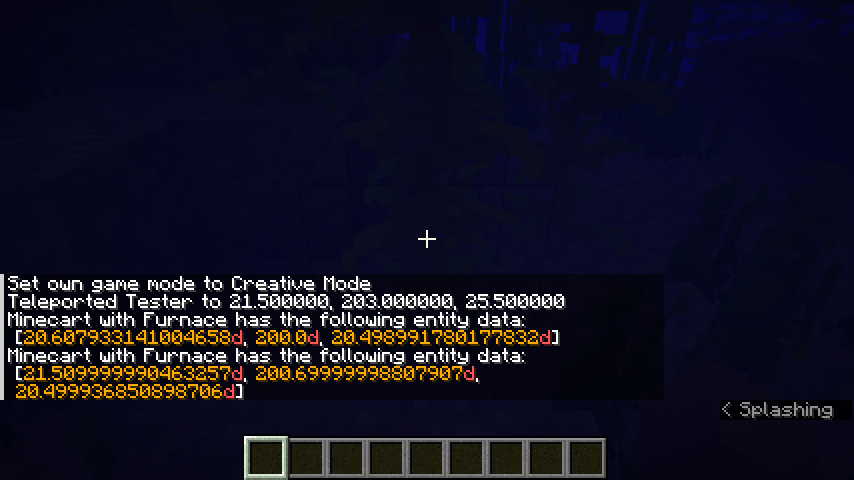 Set own game mode to Creative Mode
Teleported Tester to 21.500000, 203.000000, 25.500000
Minecart with Furnace has the following entity data:
[20.607933141004658d, 200.0d, 20.498991780177832d]
Minecart with Furnace has the following entity data:
[21.509999990463257d, 200.69999998807907d,
20.499936850898706d]
< Splashing